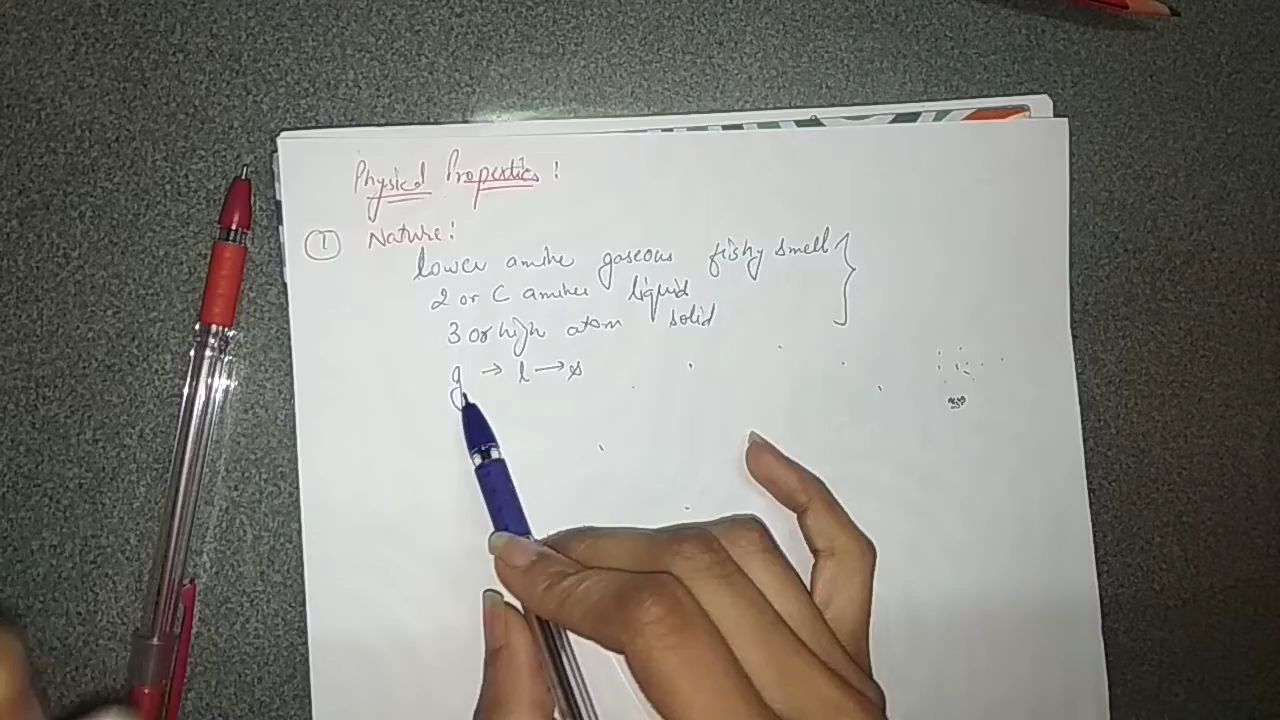 Physical Properties :
① Nature :
lower amine gaseous fishy smell }
2 or C amines liquid
3 or high atom solid
g → l → s